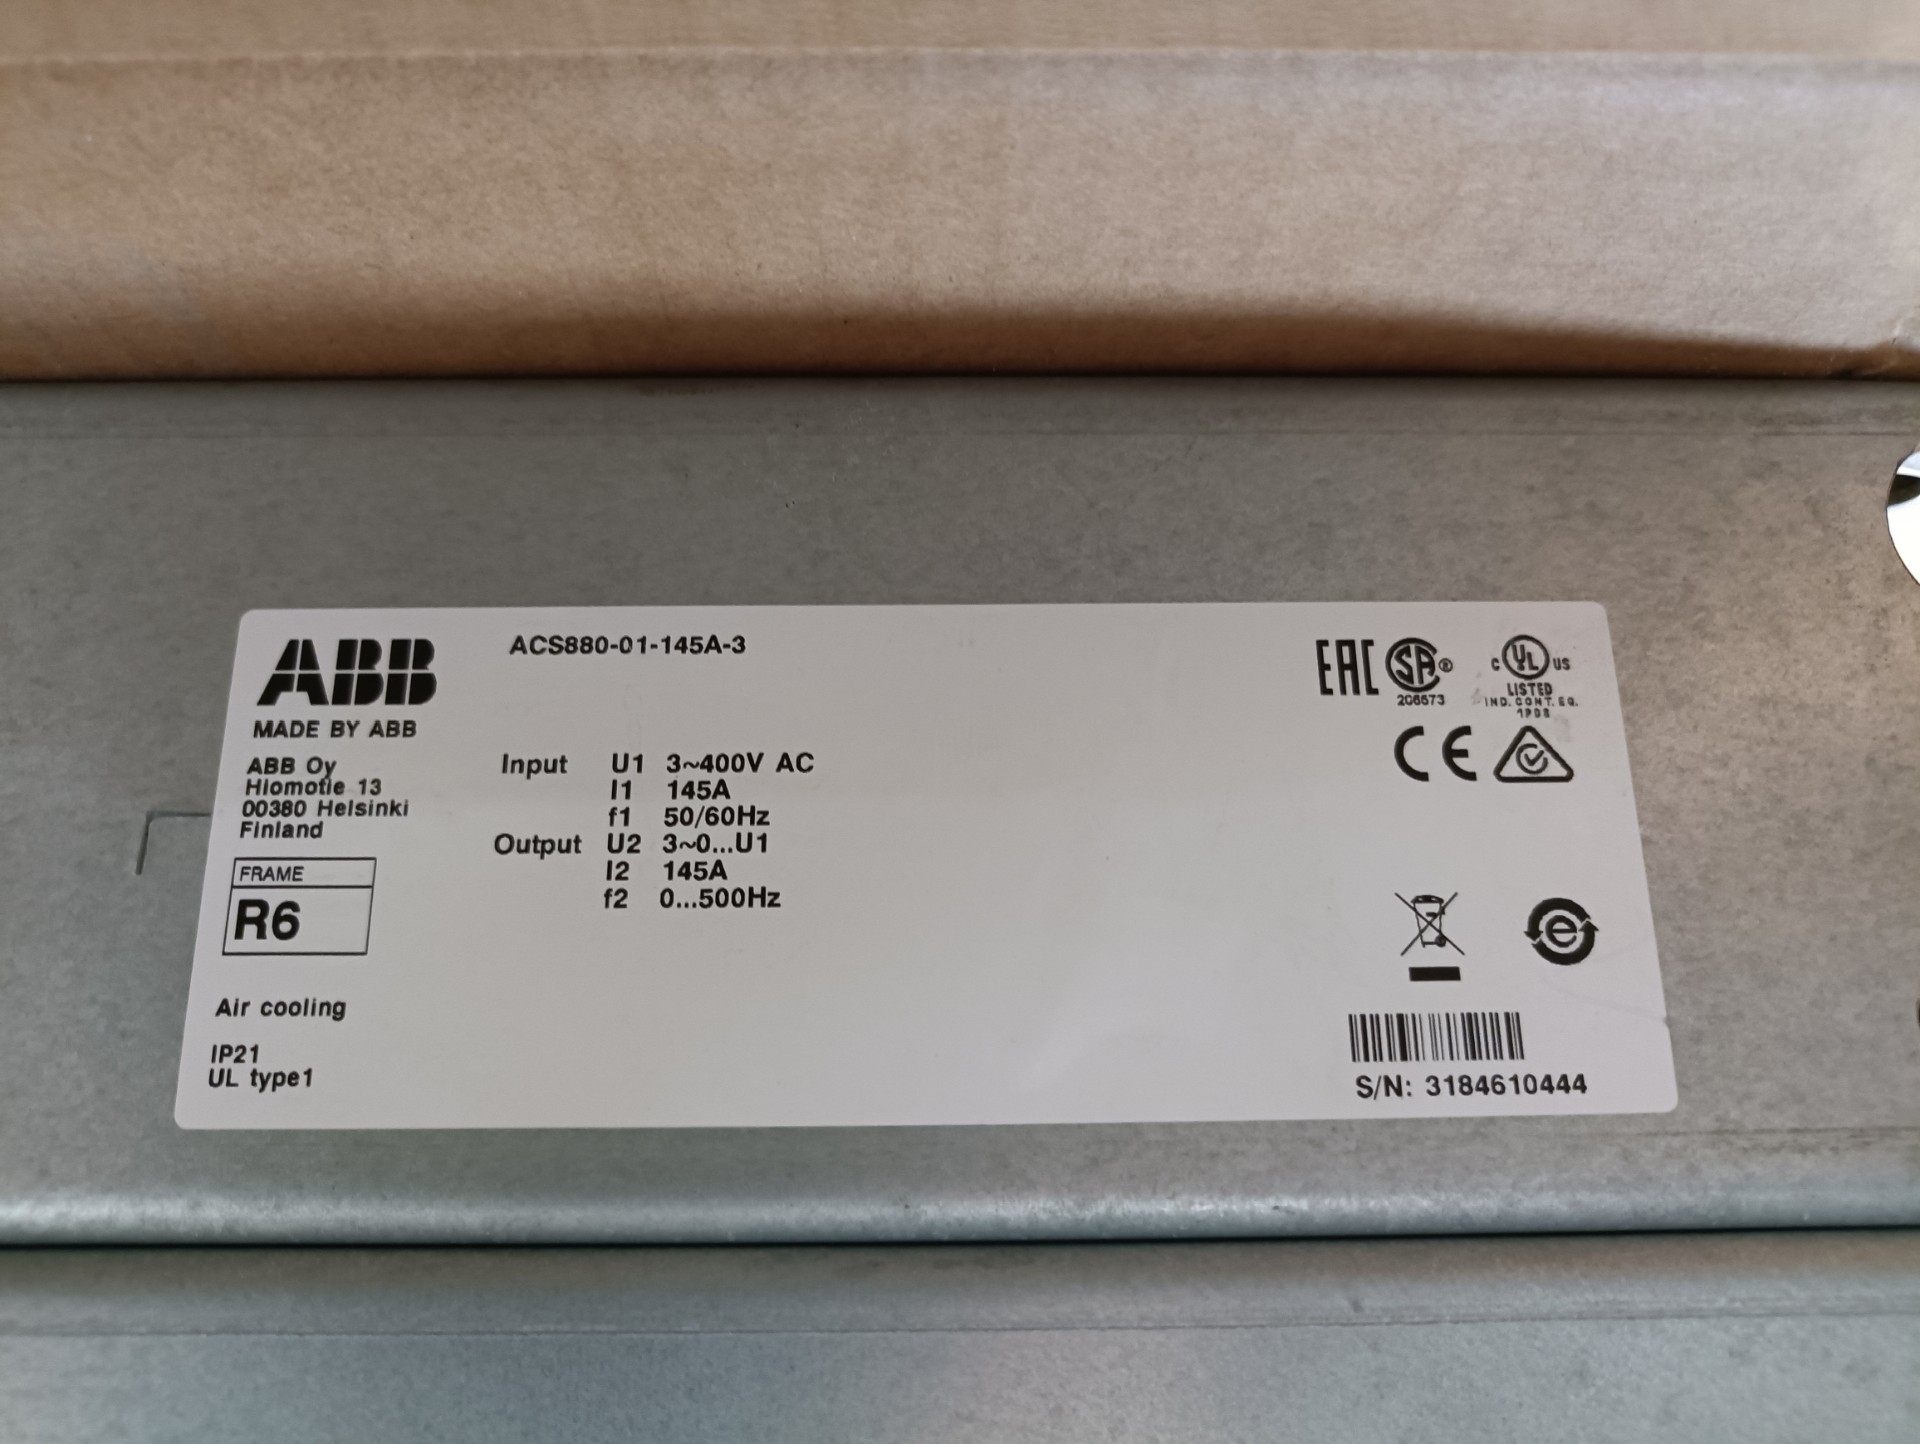 ABB
MADE BY ABB
ABB Oy
Hiomotie 13
00380 Helsinki
Finland
FRAME
R6
Air cooling
IP21
UL type1
ACS880-01-145A-3
Input U1 3~400V AC
I1 145A
f1 50/60Hz
Output U2 3~0...U1
I2 145A
f2 0...500Hz
EAC SA ®
206573
C UL US
LISTED
IND. CONT. EQ.
CE
e
S/N: 3184610444